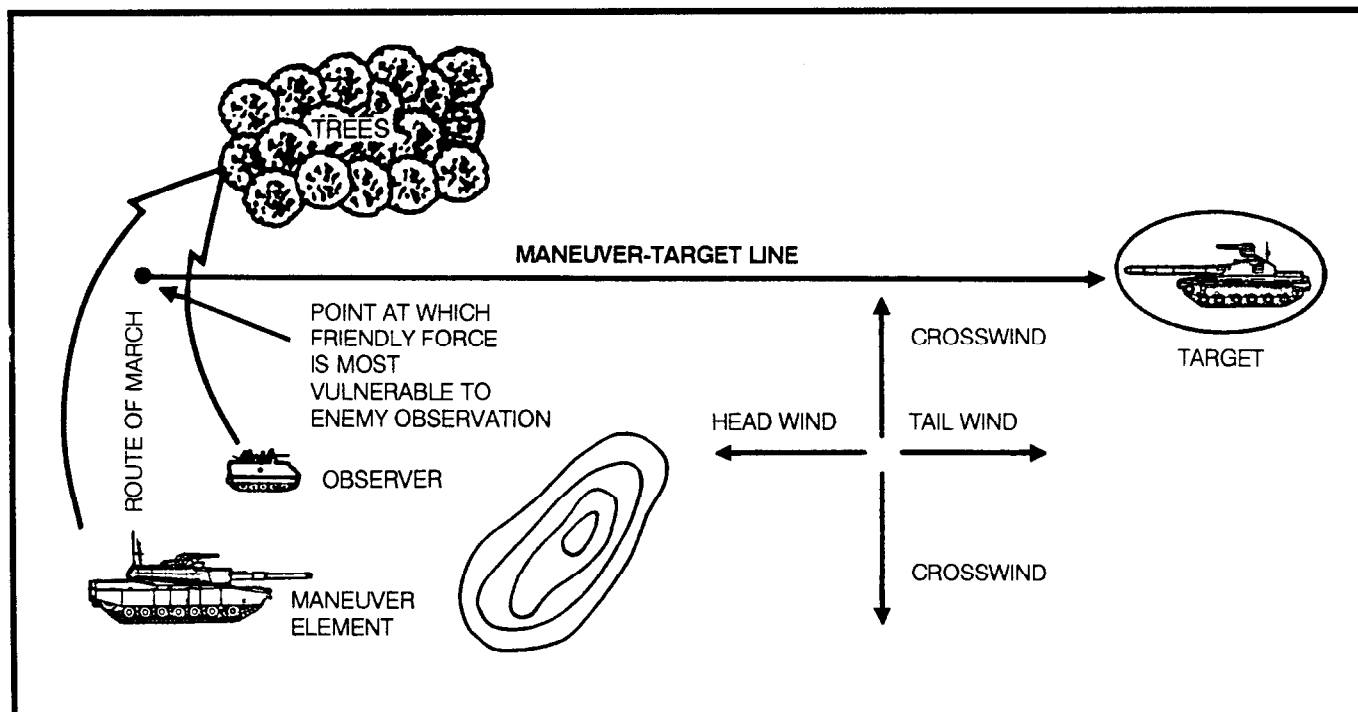 TREES
MANEUVER-TARGET LINE
POINT AT WHICH
FRIENDLY FORCE
IS MOST
VULNERABLE TO
ENEMY OBSERVATION
ROUTE OF MARCH
CROSSWIND
TARGET
HEAD WIND
TAIL WIND
OBSERVER
CROSSWIND
MANEUVER
ELEMENT